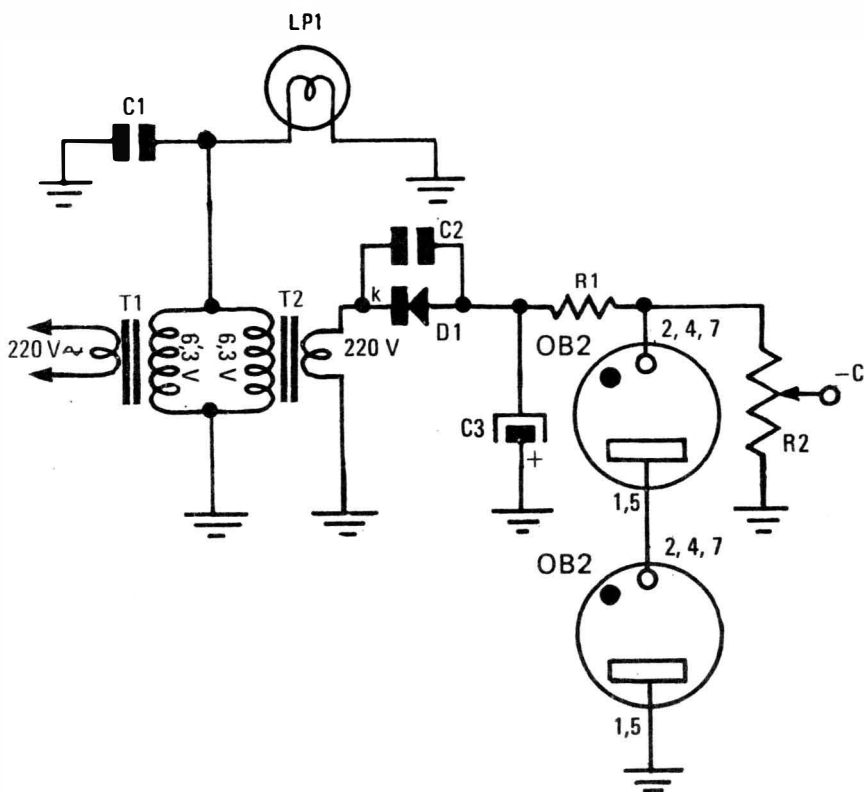 LP1
C1
C2
T1
T2
k
D1
R1
2, 4, 7
OB2
220 V~
6,3 V
6,3 V
220 V
C3
+
-C
R2
1,5
2, 4, 7
OB2
1,5